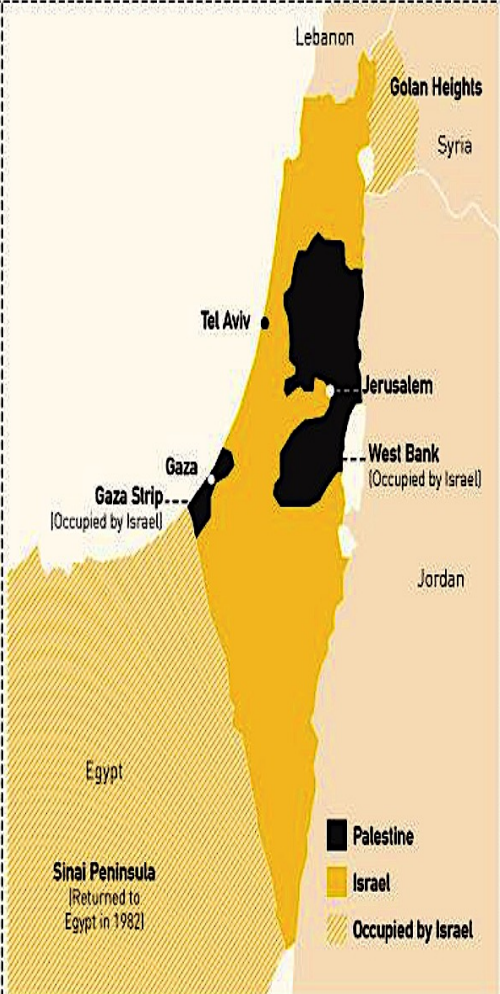 Lebanon
Golan Heights
Syria
Tel Aviv
Jerusalem
West Bank
(Occupied by Israel)
Gaza
Gaza Strip
(Occupied by Israel)
Jordan
Egypt
Sinai Peninsula
(Returned to
Egypt in 1982)
Palestine
Israel
Occupied by Israel